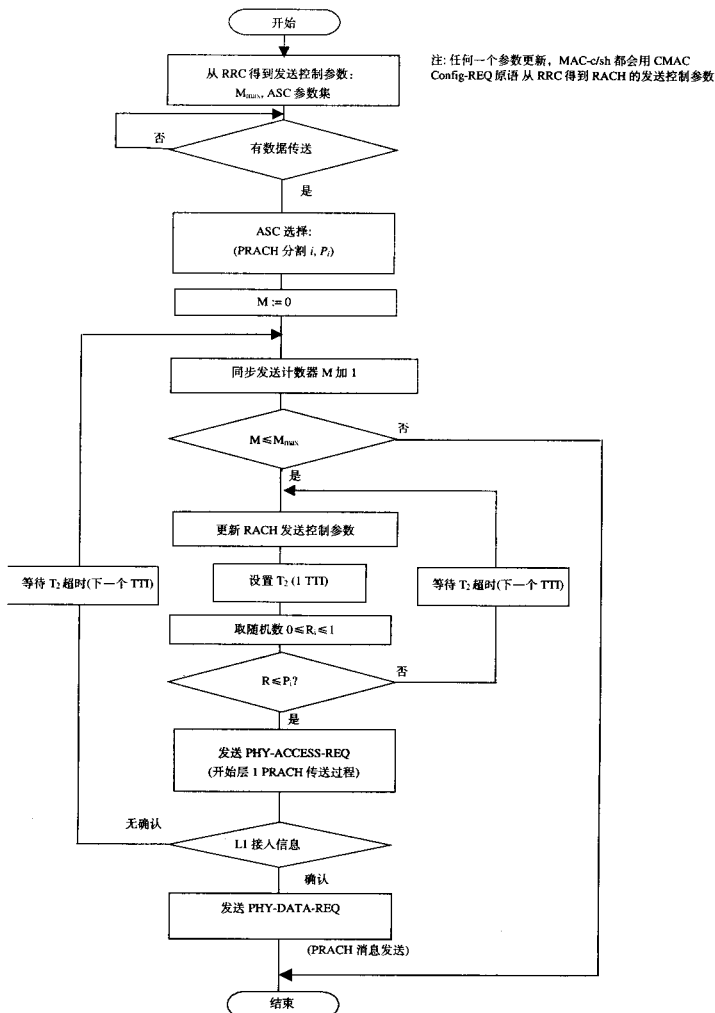 开始
从 RRC 得到发送控制参数：
Mmax, ASC 参数集
注: 任何一个参数更新，MAC-c/sh 都会用 CMAC
Config-REQ 原语 从 RRC 得到 RACH 的发送控制参数
否
有数据传送
是
ASC 选择:
(PRACH 分割 i, Pi)
M := 0
同步发送计数器 M 加 1
M≤Mmax
否
是
更新 RACH 发送控制参数
等待 T2 超时(下一个 TTI)
设置 T2 (1 TTI)
等待 T2 超时(下一个 TTI)
取随机数 0≤Ri≤1
R≤Pi?
否
是
发送 PHY-ACCESS-REQ
(开始层 1 PRACH 传送过程)
无确认
L1 接入信息
确认
发送 PHY-DATA-REQ
(PRACH 消息发送)
结束